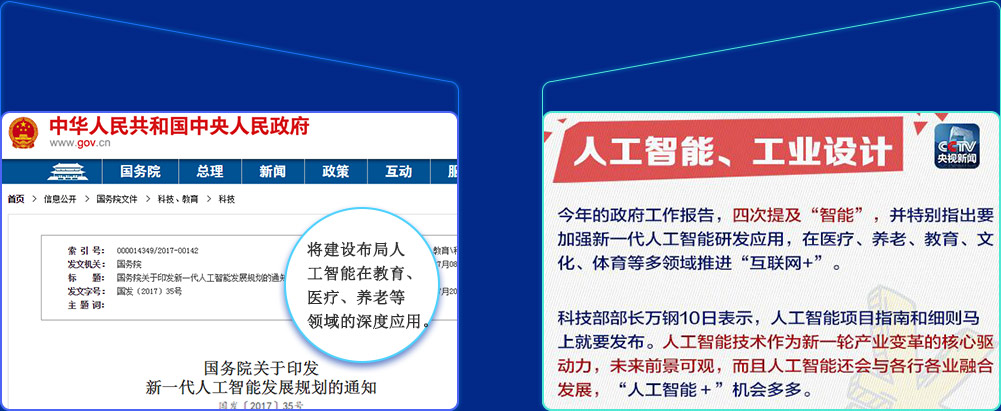 中华人民共和国中央人民政府
www.gov.cn
国务院 总理 新闻 政策 互动
首页 > 信息公开 > 国务院文件 > 科技、教育 > 科技
索 引 号： 000014349/2017-00142
发文机关： 国务院
标　　题： 国务院关于印发新一代人工智能发展规划的通知
发文字号： 国发〔2017〕35号
主 题 词：
将建设布局人
工智能在教育、
医疗、养老等
领域的深度应用。
国务院关于印发
新一代人工智能发展规划的通知
国发〔2017〕35号
人工智能、工业设计
CCTV
央视新闻
今年的政府工作报告，四次提及“智能”，并特别指出要
加强新一代人工智能研发应用，在医疗、养老、教育、文
化、体育等多领域推进“互联网+”。
科技部部长万钢10日表示，人工智能项目指南和细则马
上就要发布。人工智能技术作为新一轮产业变革的核心驱
动力，未来前景可观，而且人工智能还会与各行各业融合
发展，“人工智能＋”机会多多。